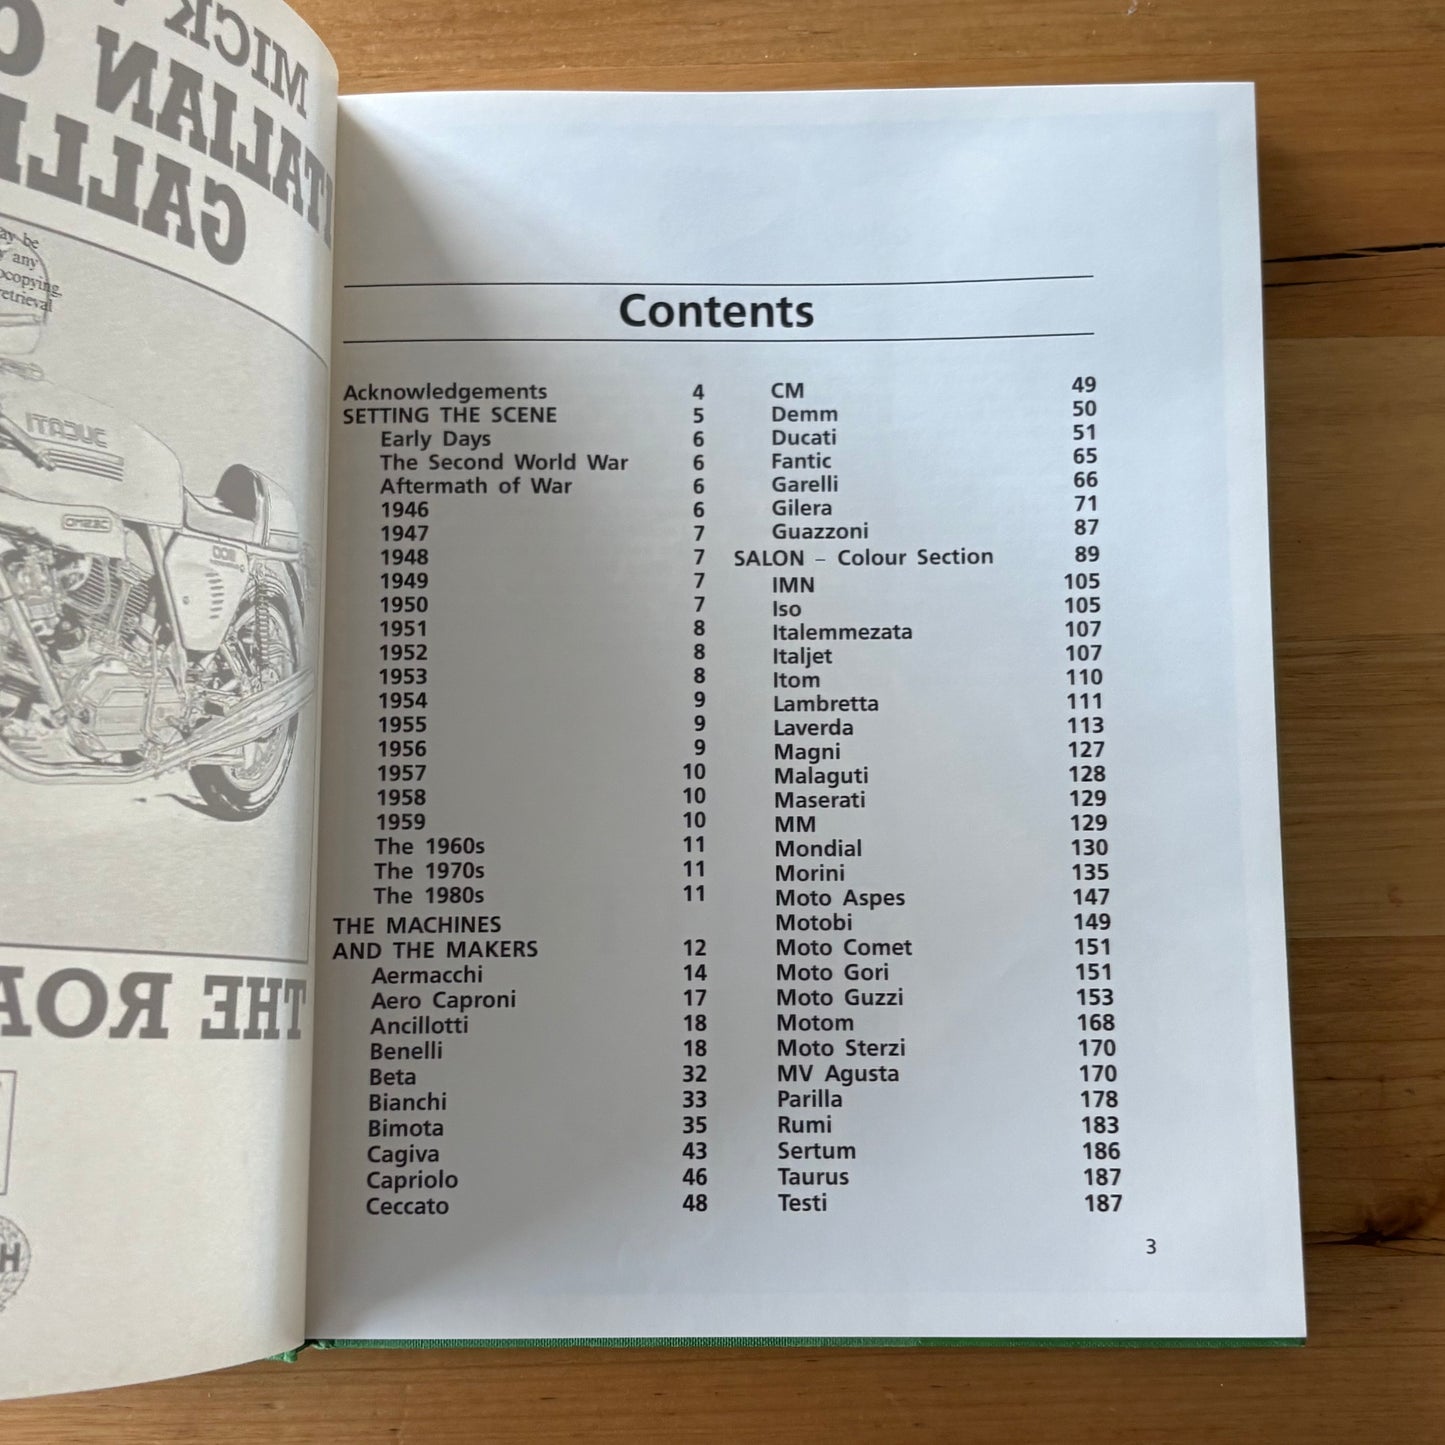 MICK
ITALIAN
GALL
ay be
y any
ocopying,
retrieval
DUCATI
DESMO
900
THE ROA
H
Contents
Acknowledgements 4
SETTING THE SCENE 5
Early Days 6
The Second World War 6
Aftermath of War 6
1946 6
1947 7
1948 7
1949 7
1950 7
1951 8
1952 8
1953 8
1954 9
1955 9
1956 9
1957 10
1958 10
1959 10
The 1960s 11
The 1970s 11
The 1980s 11
THE MACHINES
AND THE MAKERS 12
Aermacchi 14
Aero Caproni 17
Ancillotti 18
Benelli 18
Beta 32
Bianchi 33
Bimota 35
Cagiva 43
Capriolo 46
Ceccato 48
CM 49
Demm 50
Ducati 51
Fantic 65
Garelli 66
Gilera 71
Guazzoni 87
SALON – Colour Section 89
IMN 105
Iso 105
Italemmezata 107
Italjet 107
Itom 110
Lambretta 111
Laverda 113
Magni 127
Malaguti 128
Maserati 129
MM 129
Mondial 130
Morini 135
Moto Aspes 147
Motobi 149
Moto Comet 151
Moto Gori 151
Moto Guzzi 153
Motom 168
Moto Sterzi 170
MV Agusta 170
Parilla 178
Rumi 183
Sertum 186
Taurus 187
Testi 187
3